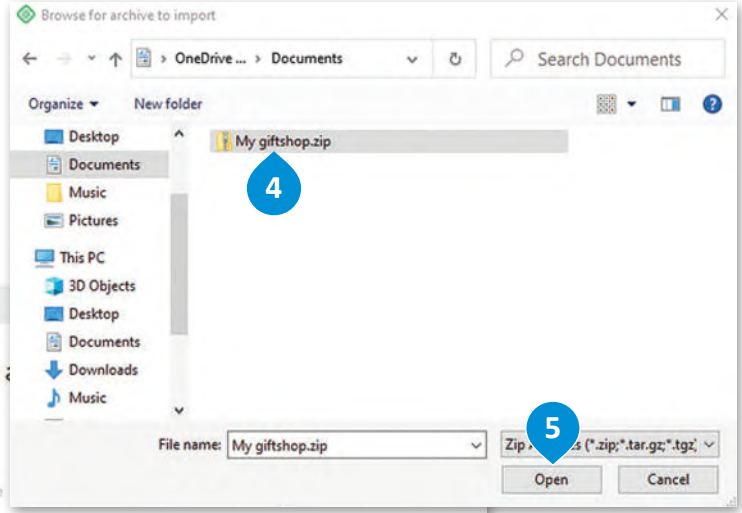 Browse for archive to import
OneDrive ... › Documents
Search Documents
Organize
New folder
Desktop
Documents
Music
Pictures
This PC
3D Objects
Desktop
Documents
Downloads
Music
My giftshop.zip
4
File name: My giftshop.zip
5
Zip (*.zip;*.tar.gz;*.tgz,
Open
Cancel